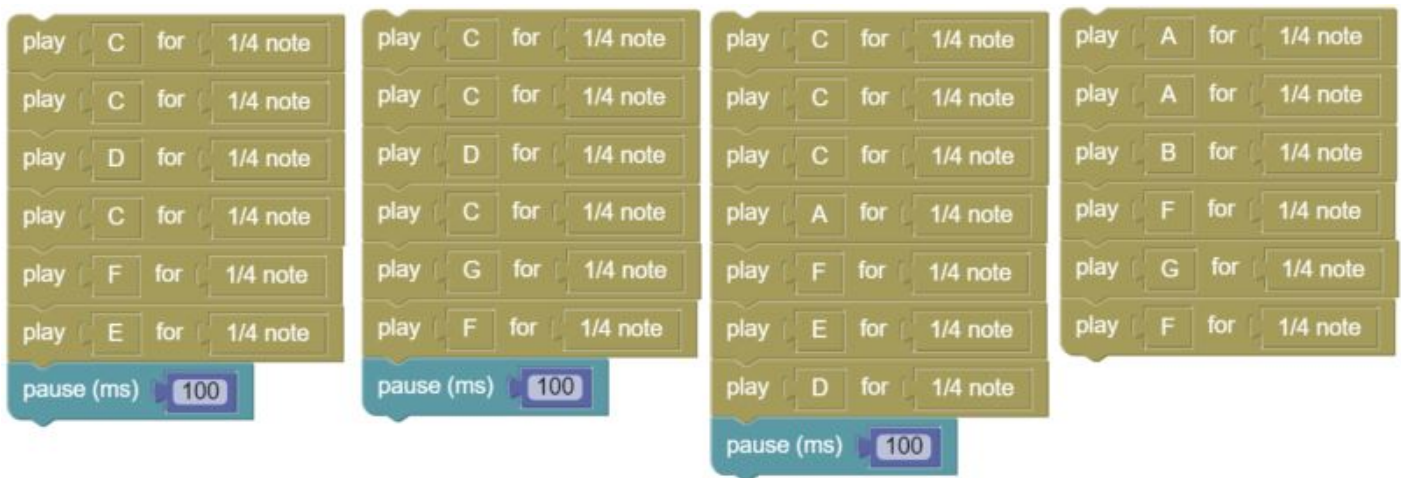 play C for 1/4 note
play C for 1/4 note
play D for 1/4 note
play C for 1/4 note
play F for 1/4 note
play E for 1/4 note
pause (ms) 100
play C for 1/4 note
play C for 1/4 note
play D for 1/4 note
play C for 1/4 note
play G for 1/4 note
play F for 1/4 note
pause (ms) 100
play C for 1/4 note
play C for 1/4 note
play C for 1/4 note
play A for 1/4 note
play F for 1/4 note
play E for 1/4 note
play D for 1/4 note
pause (ms) 100
play A for 1/4 note
play A for 1/4 note
play B for 1/4 note
play F for 1/4 note
play G for 1/4 note
play F for 1/4 note